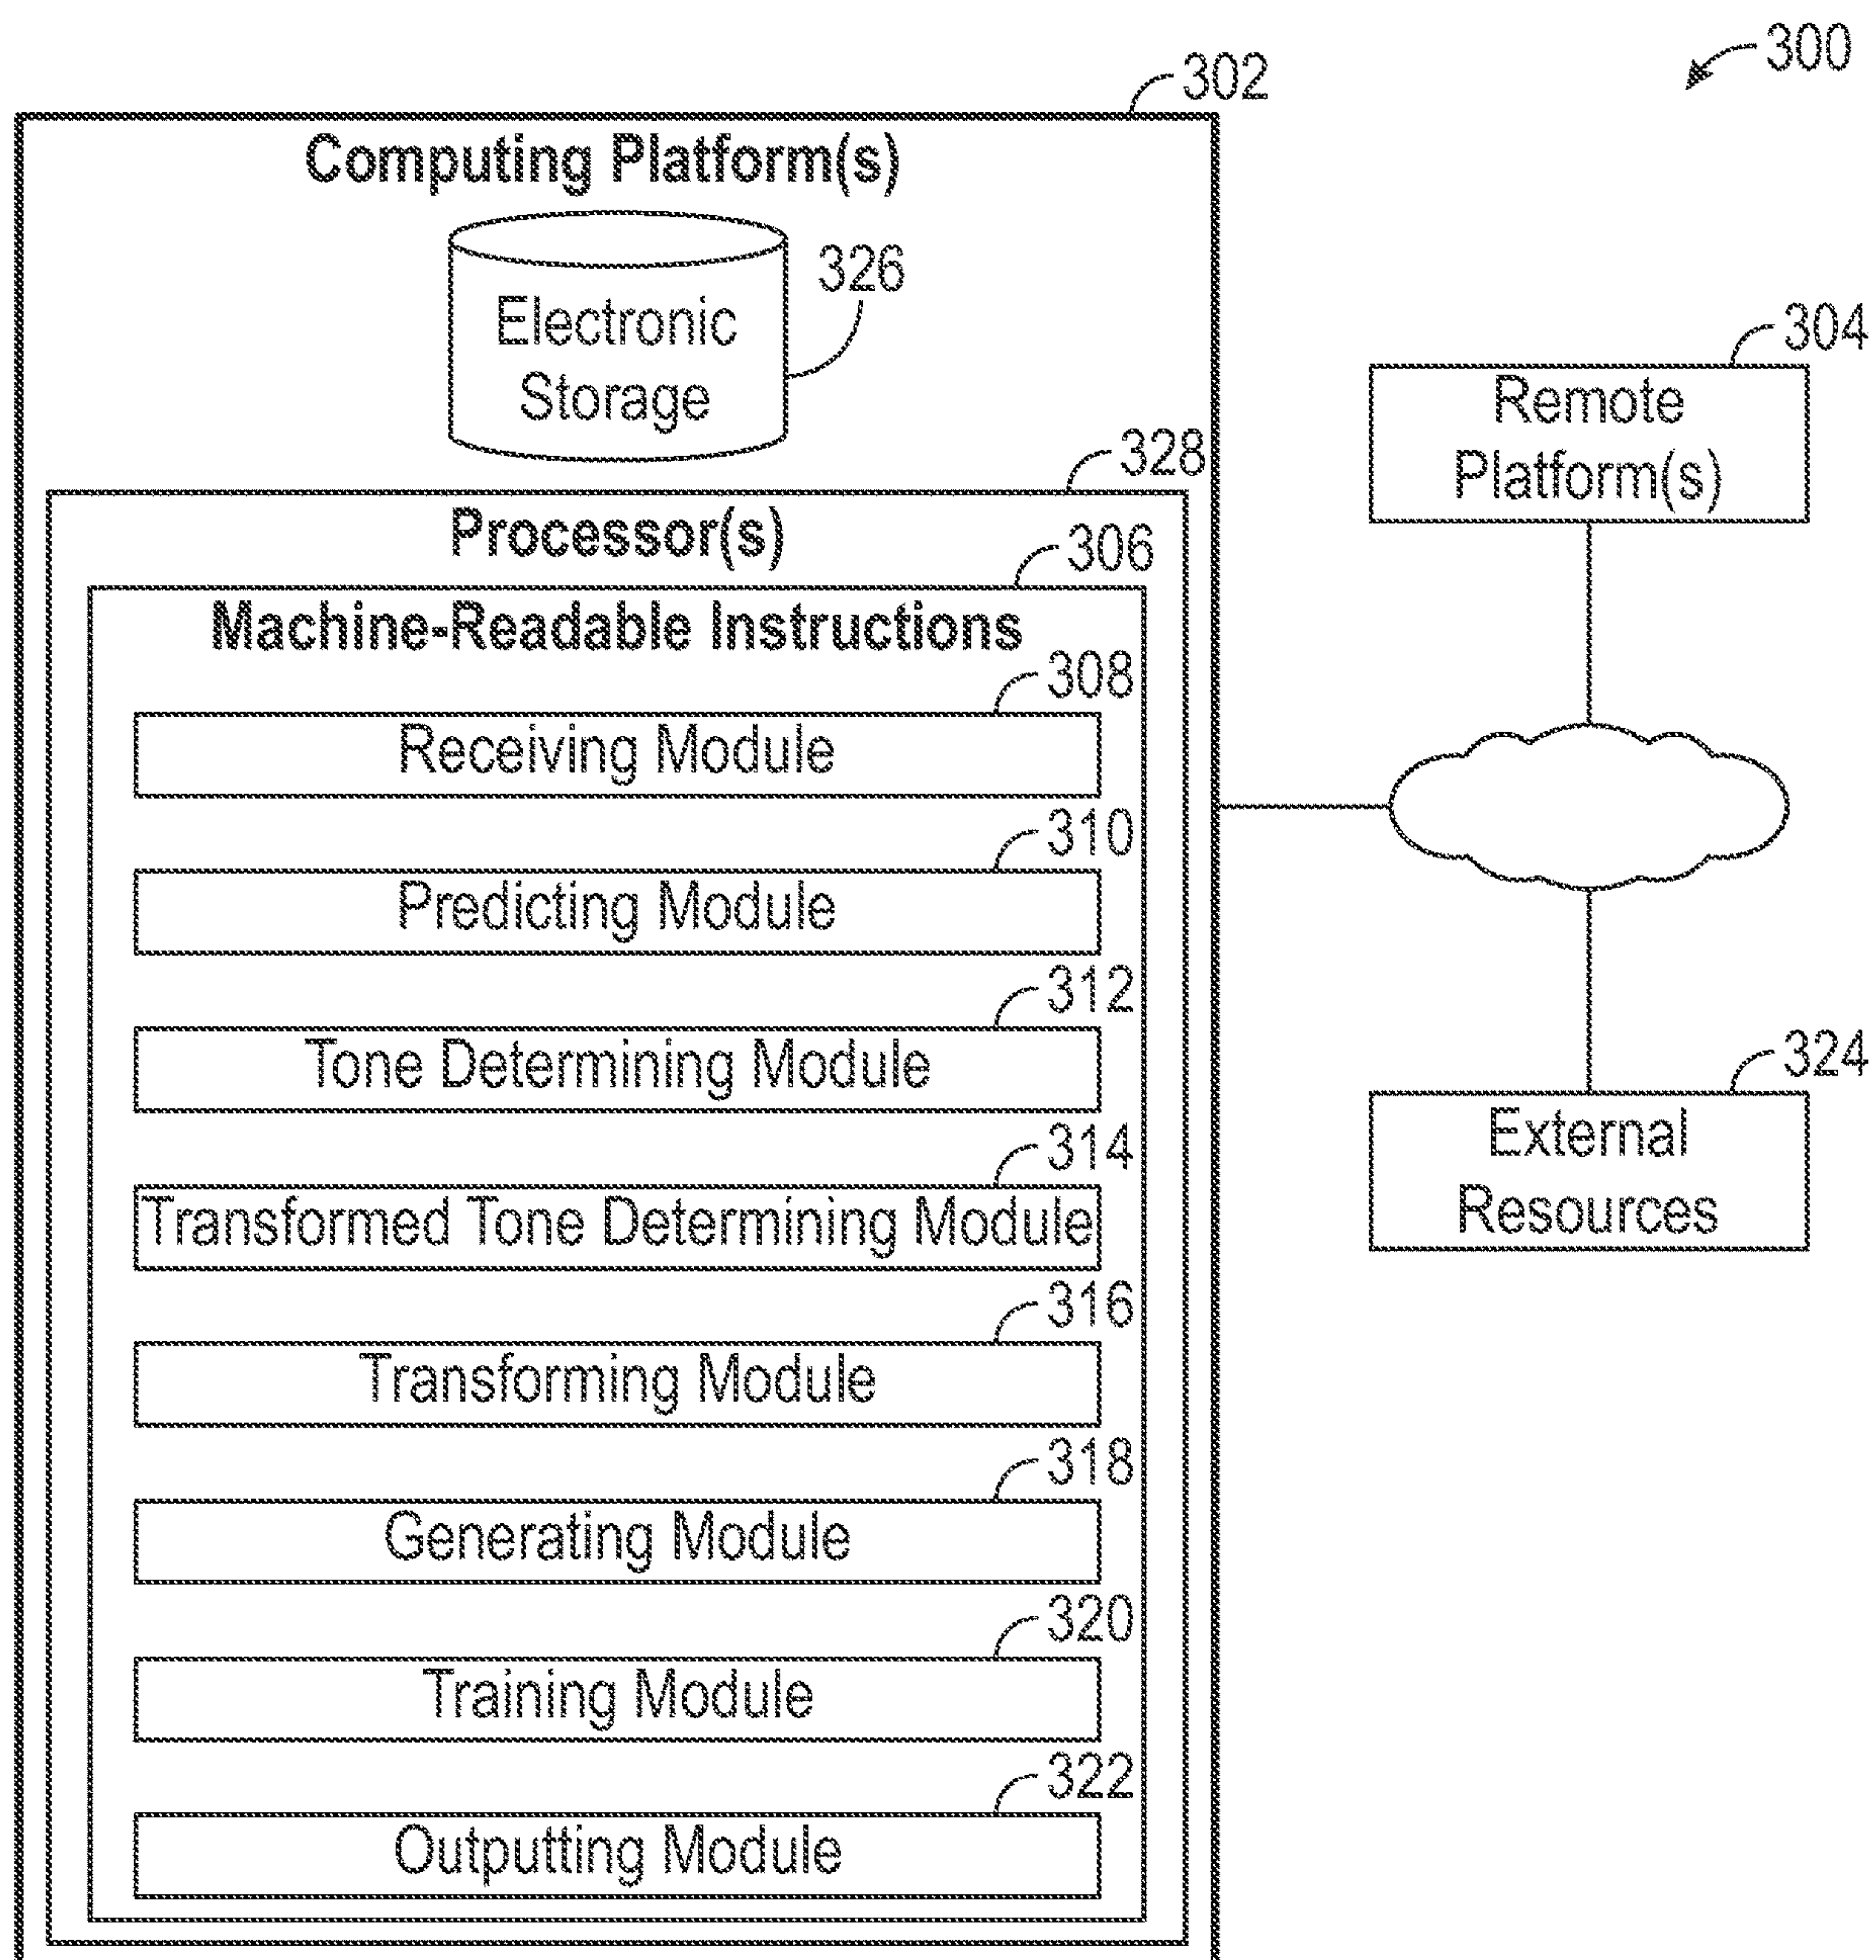 300
302
Computing Platform(s)
326
Electronic
Storage
328
Processor(s)
306
Machine-Readable Instructions
308
Receiving Module
310
Predicting Module
312
Tone Determining Module
314
Transformed Tone Determining Module
316
Transforming Module
318
Generating Module
320
Training Module
322
Outputting Module
304
Remote
Platform(s)
324
External
Resources